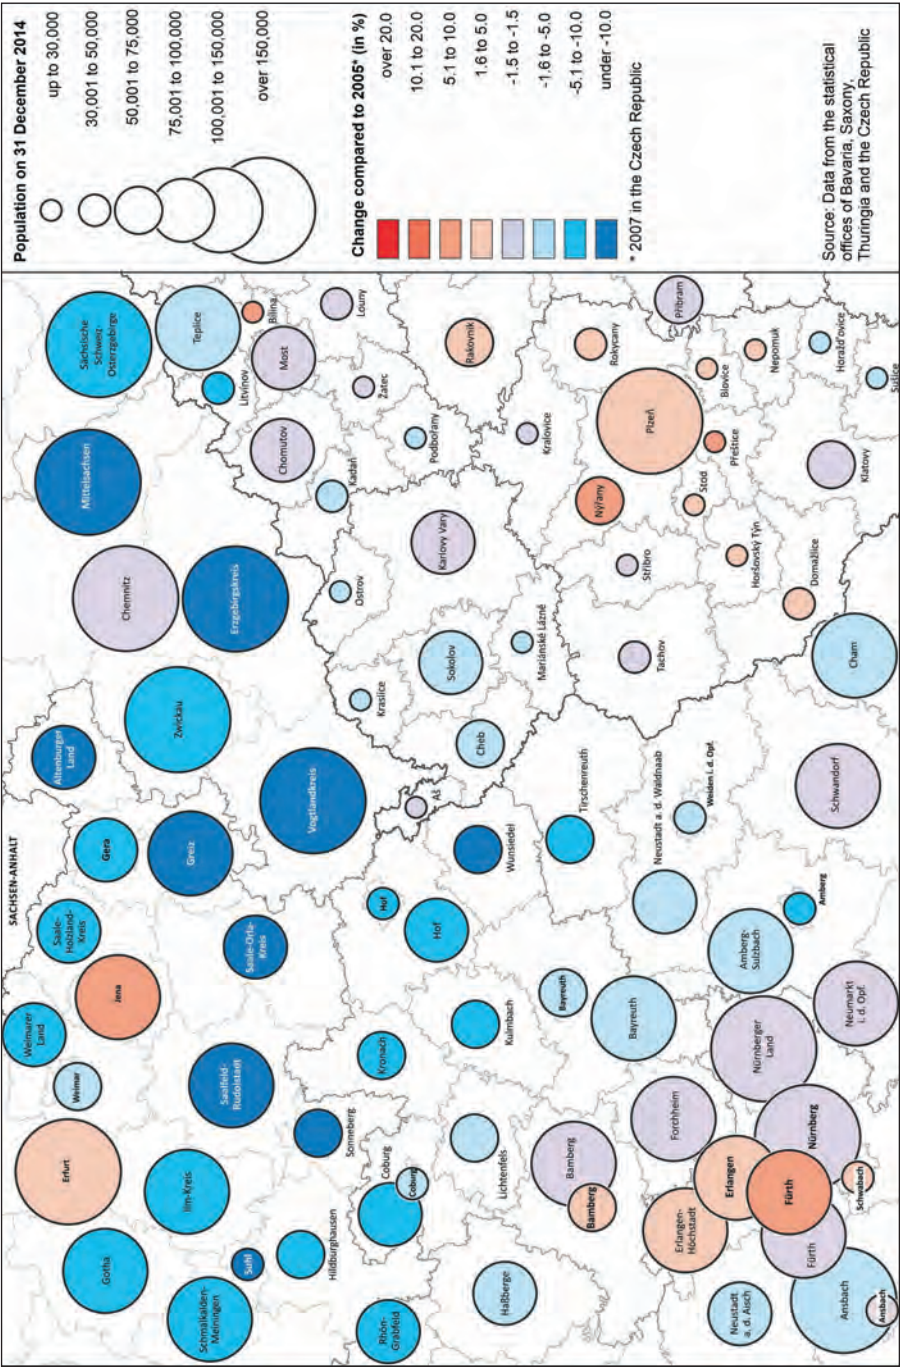 SACHSEN-ANHALT
Gotha
Erfurt
Weimar
Weimarer
Land
Jena
Saale-
Holzland-
Kreis
Gera
Altenburger
Land
Chemnitz
Mittelsachsen
Sächsische
Schweiz-
Osterzgebirge
Schmalkalden-
Meiningen
Suhl
Ilm-Kreis
Saalfeld-
Rudolstadt
Saale-Orla-
Kreis
Greiz
Zwickau
Erzgebirgskreis
Vogtlandkreis
Hildburghausen
Sonneberg
Teplice
Bílina
Litvínov
Most
Louny
Chomutov
Žatec
Kadaň
Podbořany
Ostrov
Rhön-
Grabfeld
Coburg
Coburg
Kronach
Hof
Hof
Aš
Kraslice
Sokolov
Cheb
Karlovy Vary
Mariánské Lázně
Kralovice
Rakovník
Haßberge
Lichtenfels
Kulmbach
Wunsiedel
Bamberg
Bamberg
Bayreuth
Bayreuth
Tirschenreuth
Tachov
Stříbro
Nýřany
Plzeň
Rokycany
Příbram
Stod
Přeštice
Blovice
Nepomuk
Horažd'ovice
Sušice
Klatovy
Horšovský Týn
Domažlice
Cham
Neustadt a. d. Waldnaab
Weiden i. d. Opf.
Schwandorf
Amberg-
Sulzbach
Amberg
Forchheim
Erlangen-
Höchstadt
Erlangen
Nürnberger
Land
Neumarkt
i. d. Opf.
Nürnberg
Fürth
Fürth
Schwabach
Neustadt
a. d. Aisch
Ansbach
Ansbach
Population on 31 December 2014
up to 30,000
30,001 to 50,000
50,001 to 75,000
75,001 to 100,000
100,001 to 150,000
over 150,000
Change compared to 2005* (in %)
over 20.0
10.1 to 20.0
5.1 to 10.0
1.6 to 5.0
-1.5 to -1.5
-1.6 to -5.0
-5.1 to -10.0
under -10.0
* 2007 in the Czech Republic
Source: Data from the statistical
offices of Bavaria, Saxony,
Thuringia and the Czech Republic